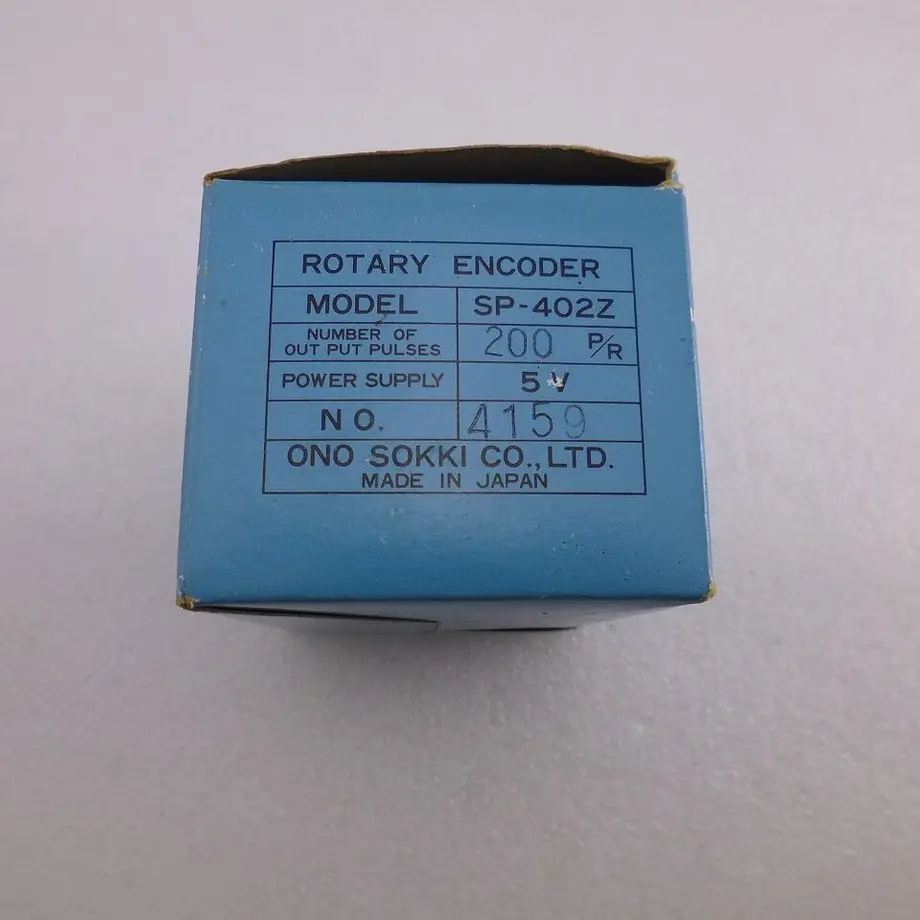 ROTARY ENCODER
MODEL SP-402Z
NUMBER OF
OUT PUT PULSES 200 P/R
POWER SUPPLY 5V
NO. 4159
ONO SOKKI CO.,LTD.
MADE IN JAPAN